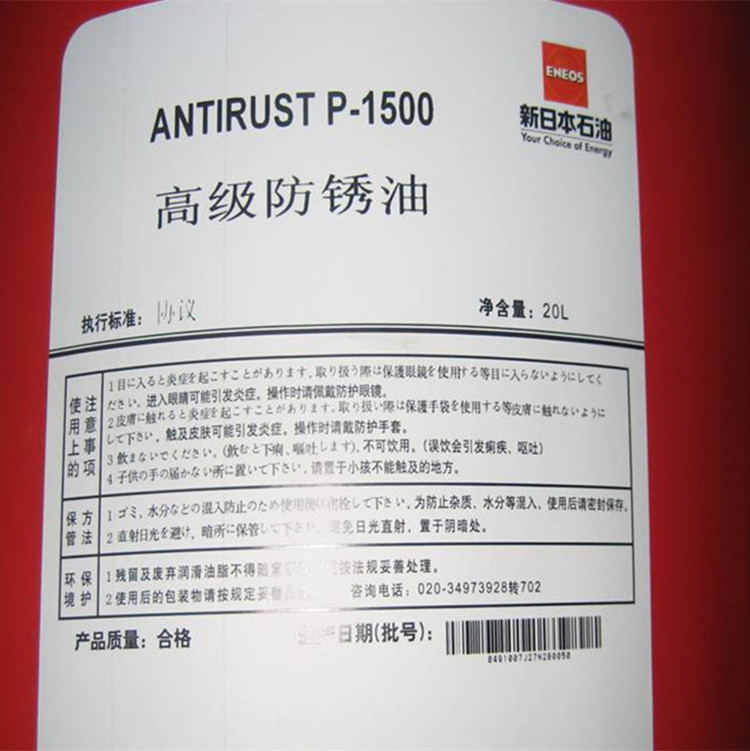 ENEOS
新日本石油
Your Choice of Energy
ANTIRUST P-1500
高级防锈油
执行标准: 协议
净含量: 20L
使用上的注意事项
1 目に入ると炎症を起こすことがあります。取り扱う際は保護眼鏡を使用する等目に入らないようにしてく
ださい。进入眼睛可能引发炎症。操作时请佩戴防护眼镜。
2 皮膚に触れると炎症を起こすことがあります。取り扱い際は保護手袋を使用する等皮膚に触れないように
して下さい。触及皮肤可能引发炎症。操作时请戴防护手套。
3 飲まないでください。(飲むと下痢、嘔吐します)。不可饮用。(误饮会引发痢疾、呕吐)
4 子供の手の届かない所に置いて下さい。请置于小孩不能触及的地方。
保管方法
1 ゴミ、水分などの混入防止のため使用後は密栓して下さい。为防止杂质、水分等混入,使用后请密封保存。
2 直射日光を避け、暗所に保管して下さい。避免日光直射,置于阴暗处。
环境保护
1 残留及废弃润滑油脂不得随 按法规妥善处理。
2 使用后的包装物请按规定妥善
咨询电话: 020-34973928转702
产品质量: 合格
生产日期(批号):
0491007J27N280050